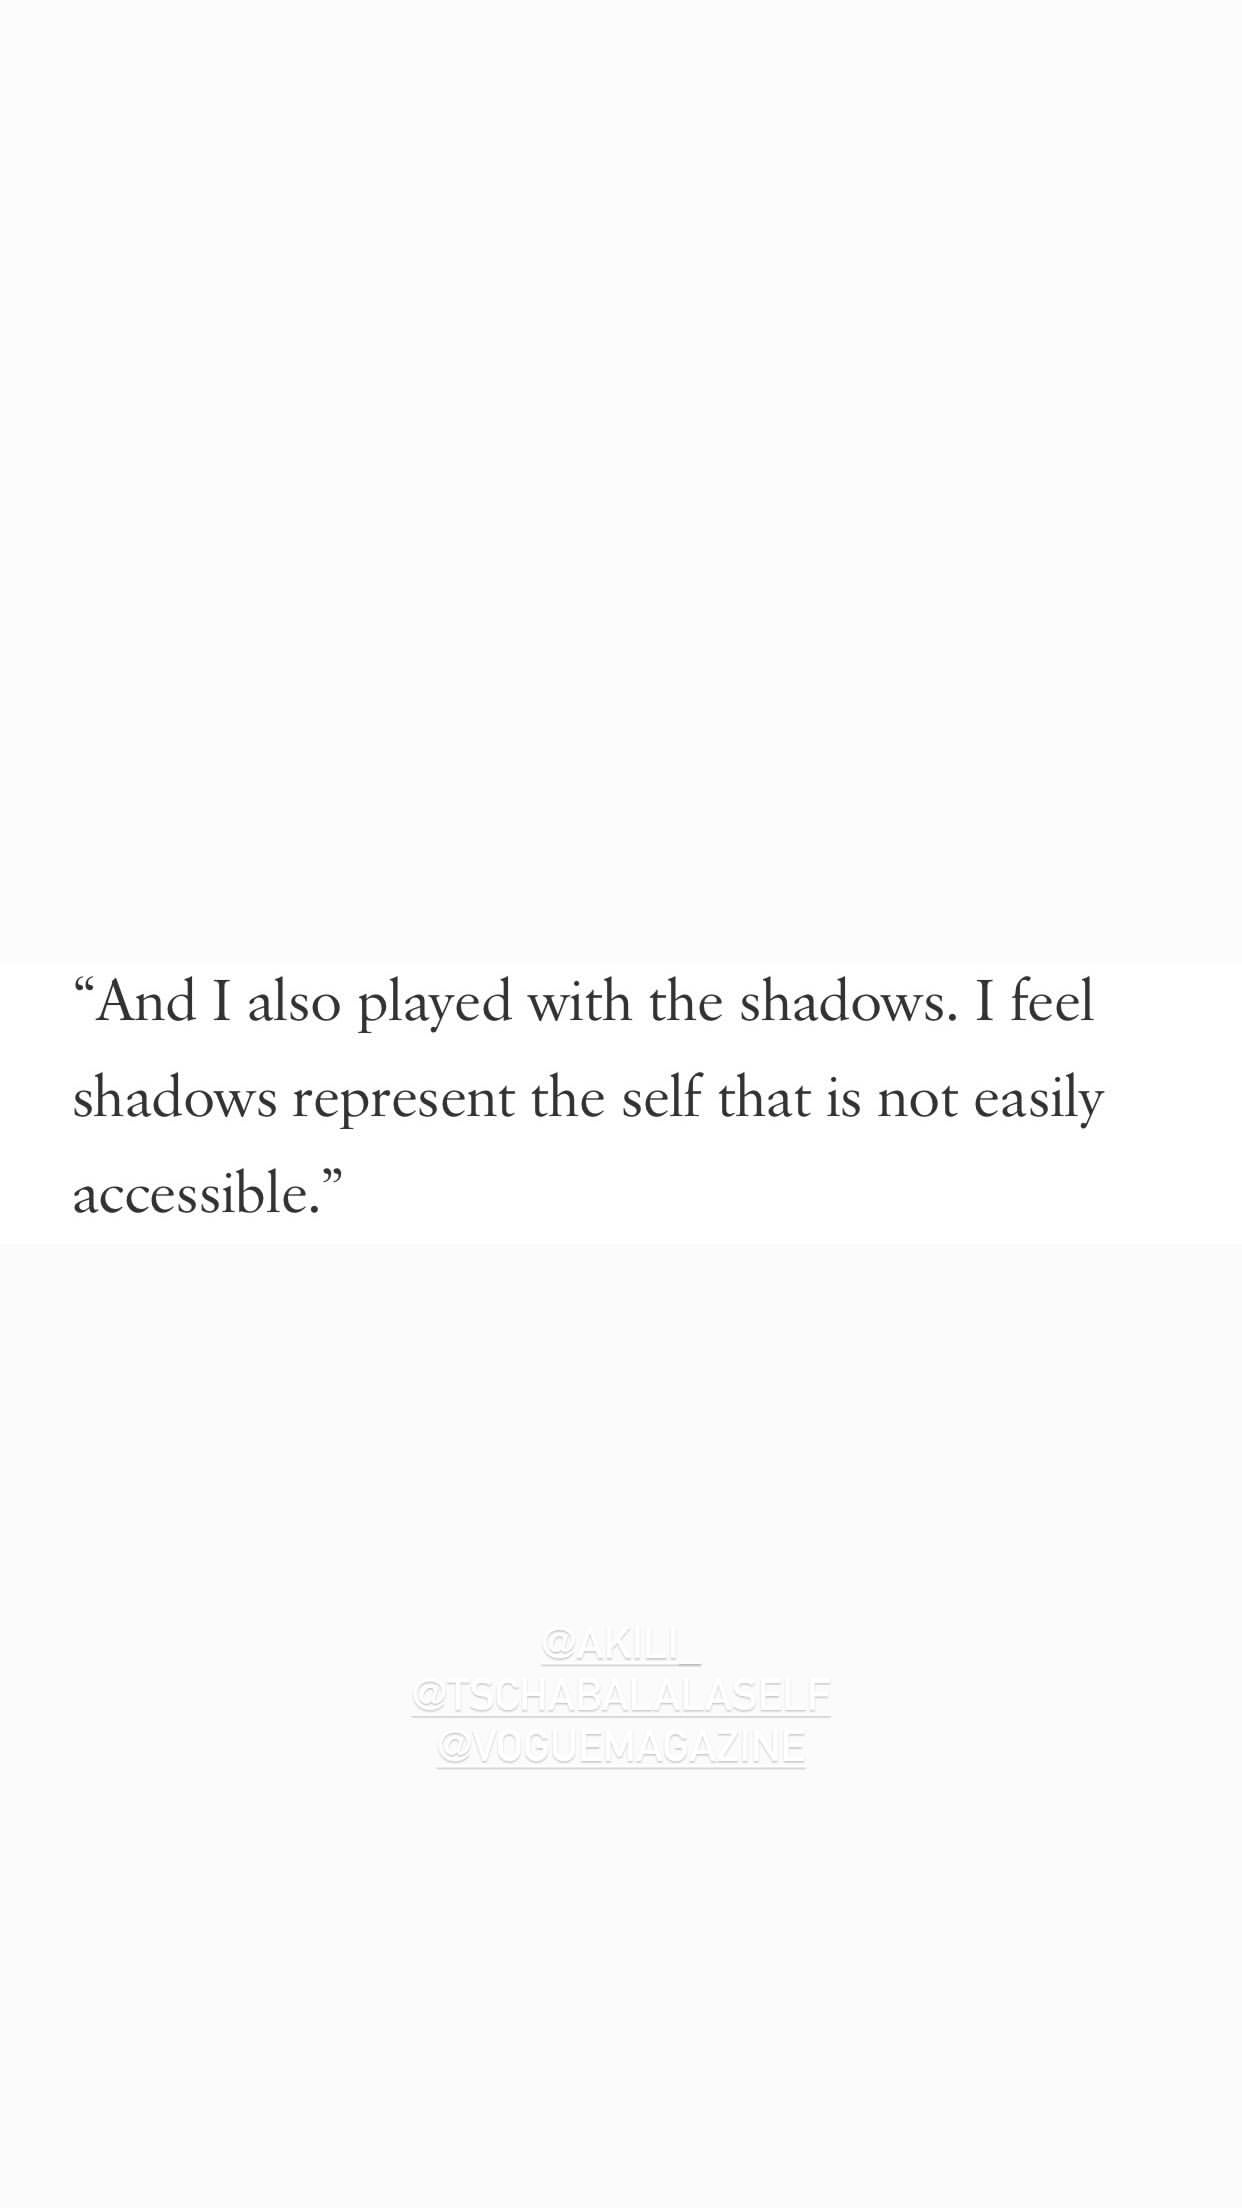 “And I also played with the shadows. I feel
shadows represent the self that is not easily
accessible.”
@AKILI_
@TSCHABALALASELF
@VOGUEMAGAZINE